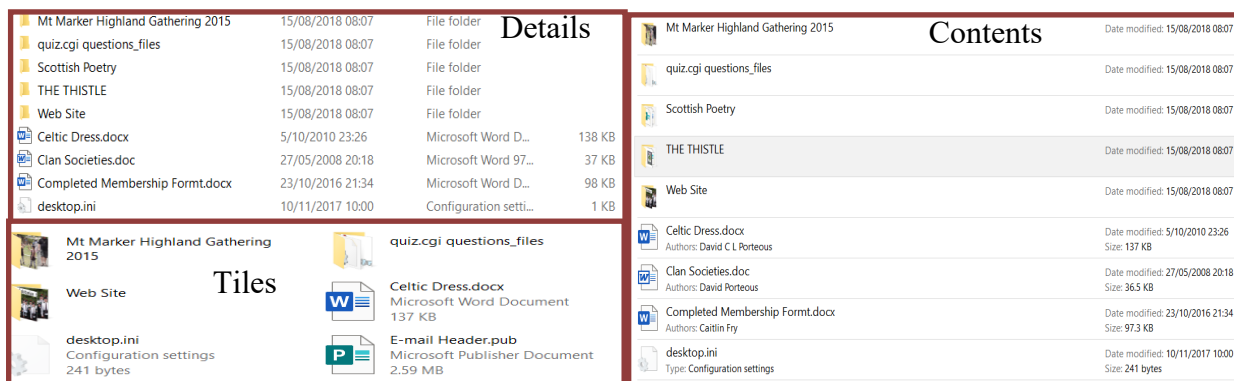 Details
Mt Marker Highland Gathering 2015 15/08/2018 08:07 File folder
quiz.cgi questions_files 15/08/2018 08:07 File folder
Scottish Poetry 15/08/2018 08:07 File folder
THE THISTLE 15/08/2018 08:07 File folder
Web Site 15/08/2018 08:07 File folder
Celtic Dress.docx 5/10/2010 23:26 Microsoft Word D... 138 KB
Clan Societies.doc 27/05/2008 20:18 Microsoft Word 97... 37 KB
Completed Membership Formt.docx 23/10/2016 21:34 Microsoft Word D... 98 KB
desktop.ini 10/11/2017 10:00 Configuration setti... 1 KB
Tiles
Mt Marker Highland Gathering
2015
quiz.cgi questions_files
Web Site
Celtic Dress.docx
Microsoft Word Document
137 KB
desktop.ini
Configuration settings
241 bytes
E-mail Header.pub
Microsoft Publisher Document
2.59 MB
Contents
Mt Marker Highland Gathering 2015 Date modified: 15/08/2018 08:07
quiz.cgi questions_files Date modified: 15/08/2018 08:07
Scottish Poetry Date modified: 15/08/2018 08:07
THE THISTLE Date modified: 15/08/2018 08:07
Web Site Date modified: 15/08/2018 08:07
Celtic Dress.docx Date modified: 5/10/2010 23:26
Authors: David C L Porteous Size: 137 KB
Clan Societies.doc Date modified: 27/05/2008 20:18
Authors: David Porteous Size: 36.5 KB
Completed Membership Formt.docx Date modified: 23/10/2016 21:34
Authors: Caitlin Fry Size: 97.3 KB
desktop.ini Date modified: 10/11/2017 10:00
Type: Configuration settings Size: 241 bytes